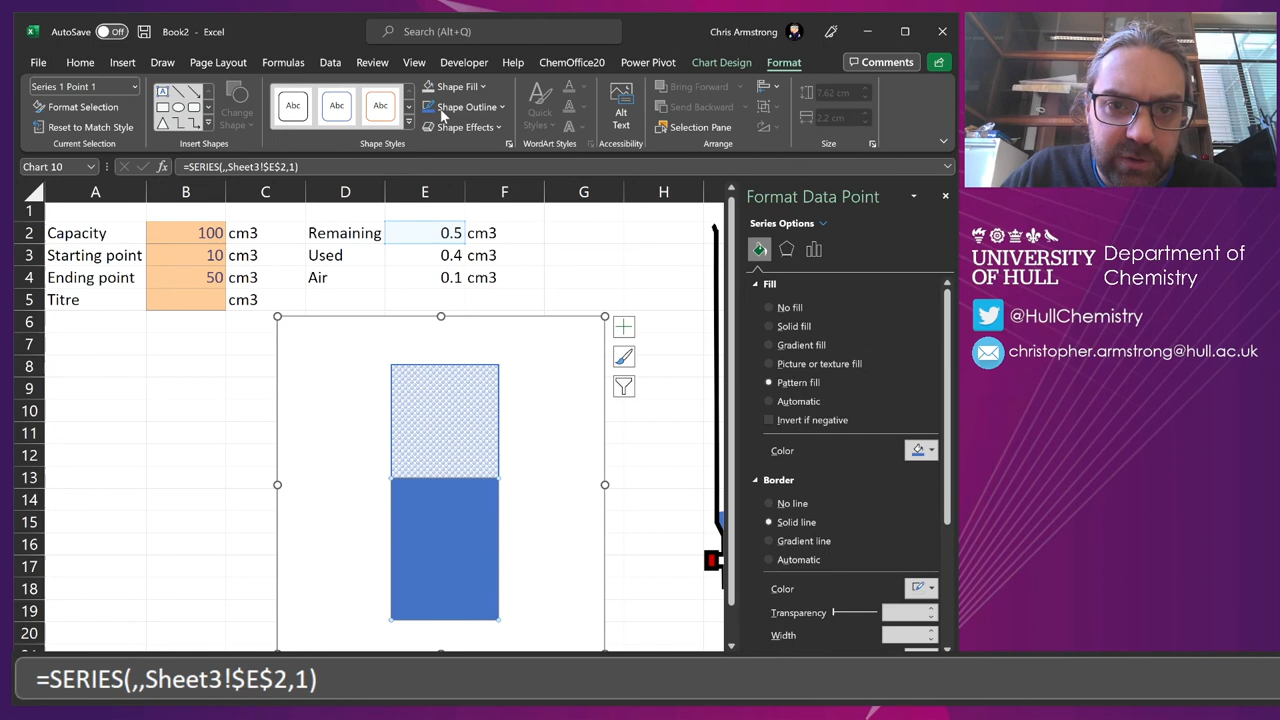 AutoSave Off Book2 - Excel Search (Alt+Q) Chris Armstrong
File Home Insert Draw Page Layout Formulas Data Review View Developer Help ChemOffice20 Power Pivot Chart Design Format Comments
Series 1 Point 1
Format Selection
Reset to Match Style
Current Selection
Change
Shape
Insert Shapes
Abc Abc Abc
Shape Fill
Shape Outline
Shape Effects
Shape Styles
Quick
Styles
WordArt Styles
Alt
Text
Accessibility
Bring Forward
Send Backward
Selection Pane
Arrange
7.62 cm
2.2 cm
Size
Chart 10 fx =SERIES(,,Sheet3!$E$2,1)
A B C D E F G H
1
2 Capacity 100 cm3 Remaining 0.5 cm3
3 Starting point 10 cm3 Used 0.4 cm3
4 Ending point 50 cm3 Air 0.1 cm3
5 Titre cm3
6
7
8
9
10
11
12
13
14
15
16
17
18
19
20
Format Data Point
Series Options
Fill
No fill
Solid fill
Gradient fill
Picture or texture fill
Pattern fill
Automatic
Invert if negative
Color
Border
No line
Solid line
Gradient line
Automatic
Color
Transparency
Width
UNIVERSITY
OF HULL
Department of
Chemistry
@HullChemistry
christopher.armstrong@hull.ac.uk
=SERIES(,,Sheet3!$E$2,1)